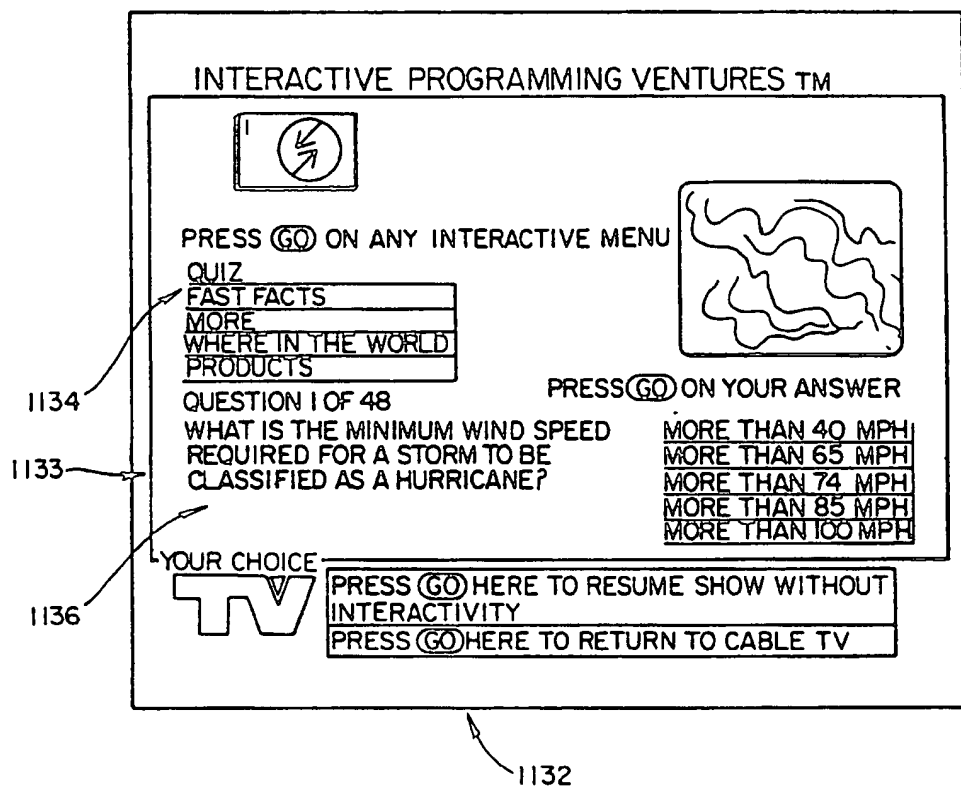 INTERACTIVE PROGRAMMING VENTURES TM
PRESS GO ON ANY INTERACTIVE MENU
QUIZ
FAST FACTS
MORE
WHERE IN THE WORLD
PRODUCTS
1134
PRESS GO ON YOUR ANSWER
QUESTION 1 OF 48
WHAT IS THE MINIMUM WIND SPEED
REQUIRED FOR A STORM TO BE
CLASSIFIED AS A HURRICANE?
1133
MORE THAN 40 MPH
MORE THAN 65 MPH
MORE THAN 74 MPH
MORE THAN 85 MPH
MORE THAN 100 MPH
1136
YOUR CHOICE
TV
PRESS GO HERE TO RESUME SHOW WITHOUT
INTERACTIVITY
PRESS GO HERE TO RETURN TO CABLE TV
1132